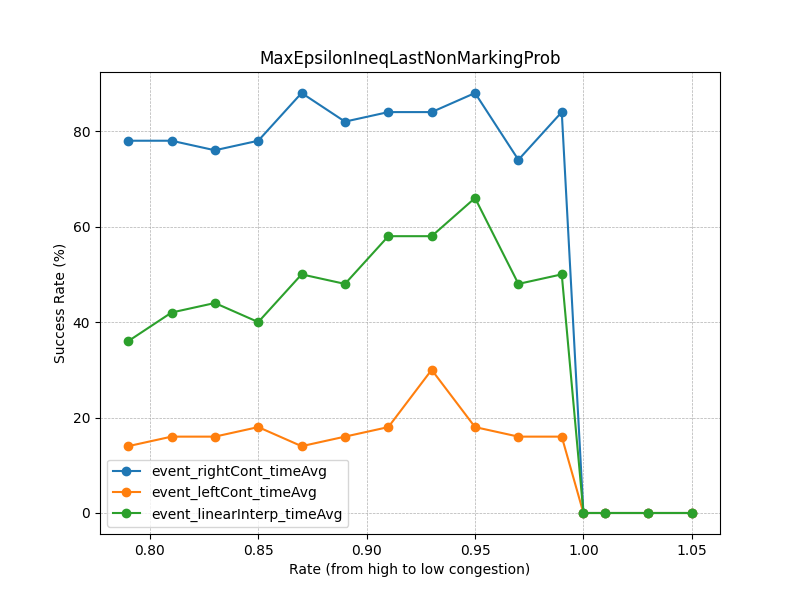 MaxEpsilonIneqLastNonMarkingProb
Success Rate (%)
80
60
40
20
0
event_rightCont_timeAvg
event_leftCont_timeAvg
event_linearInterp_timeAvg
0.80 0.85 0.90 0.95 1.00 1.05
Rate (from high to low congestion)